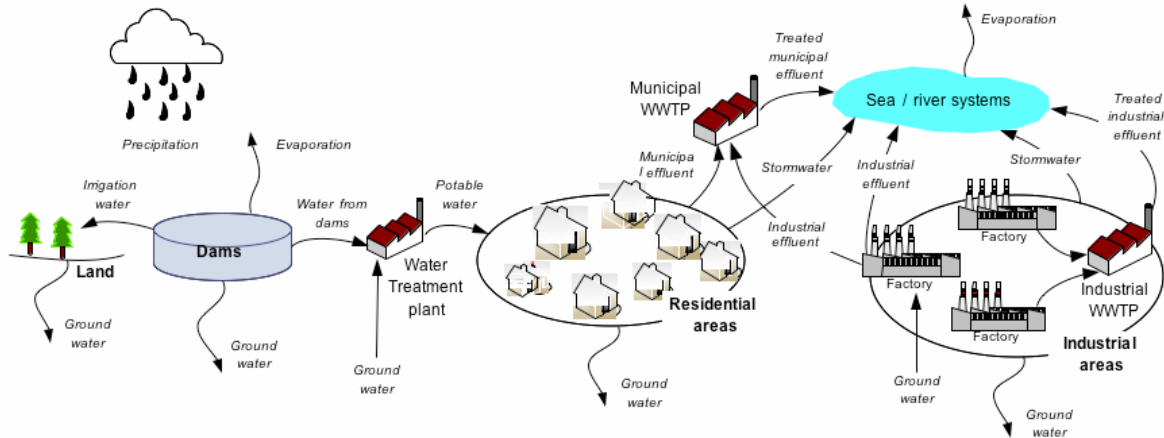 Precipitation
Evaporation
Irrigation
water
Land
Dams
Ground
water
Ground
water
Water from
dams
Water
Treatment
plant
Ground
water
Potable
water
Residential
areas
Ground
water
Municipa
l effluent
Municipal
WWTP
Treated
municipal
effluent
Stormwater
Industrial
effluent
Evaporation
Sea / river systems
Industrial
effluent
Stormwater
Treated
industrial
effluent
Factory
Factory
Factory
Industrial
WWTP
Industrial
areas
Ground
water
Ground
water